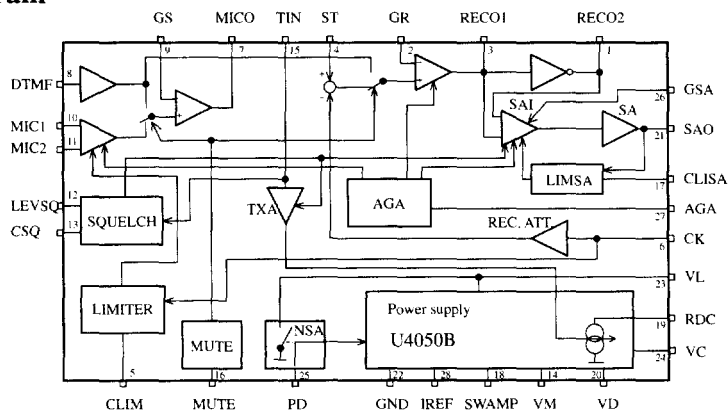 ram
GS MICO TIN ST GR RECO1 RECO2
9 7 15 4 2 3 1
DTMF 8
GSA 26
MIC1 10
MIC2 11
SAI SA
SAO 21
LIMSA
CLISA 17
LEVSQ 12
CSQ 13
SQUELCH
TXA
AGA
AGA 27
REC. ATT
CK 6
VL 23
LIMITER
MUTE
NSA
Power supply
U4050B
RDC 19
VC 24
5 16 25 22 28 18 14 20
CLIM MUTE PD GND IREF SWAMP VM VD